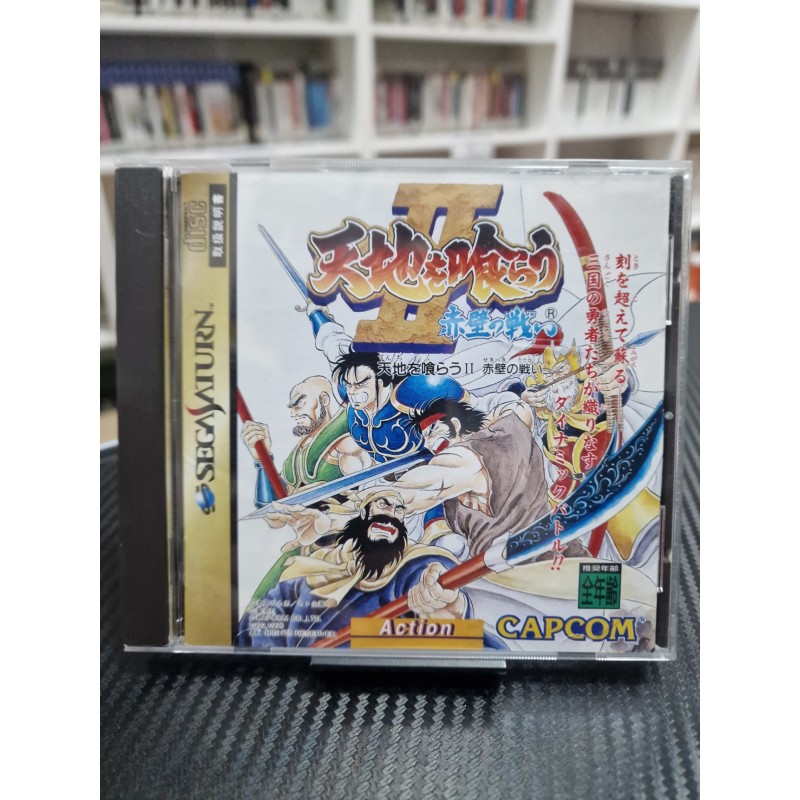 disc
取扱説明書
SEGA SATURN
II
天地を喰らう
赤壁の戦い®
天地を喰らうII 赤壁の戦い
刻を超えて蘇る
三国の勇者たちが織りなす
ダイナミックバトル!!
推奨年齢
全年齢
Action
CAPCOM